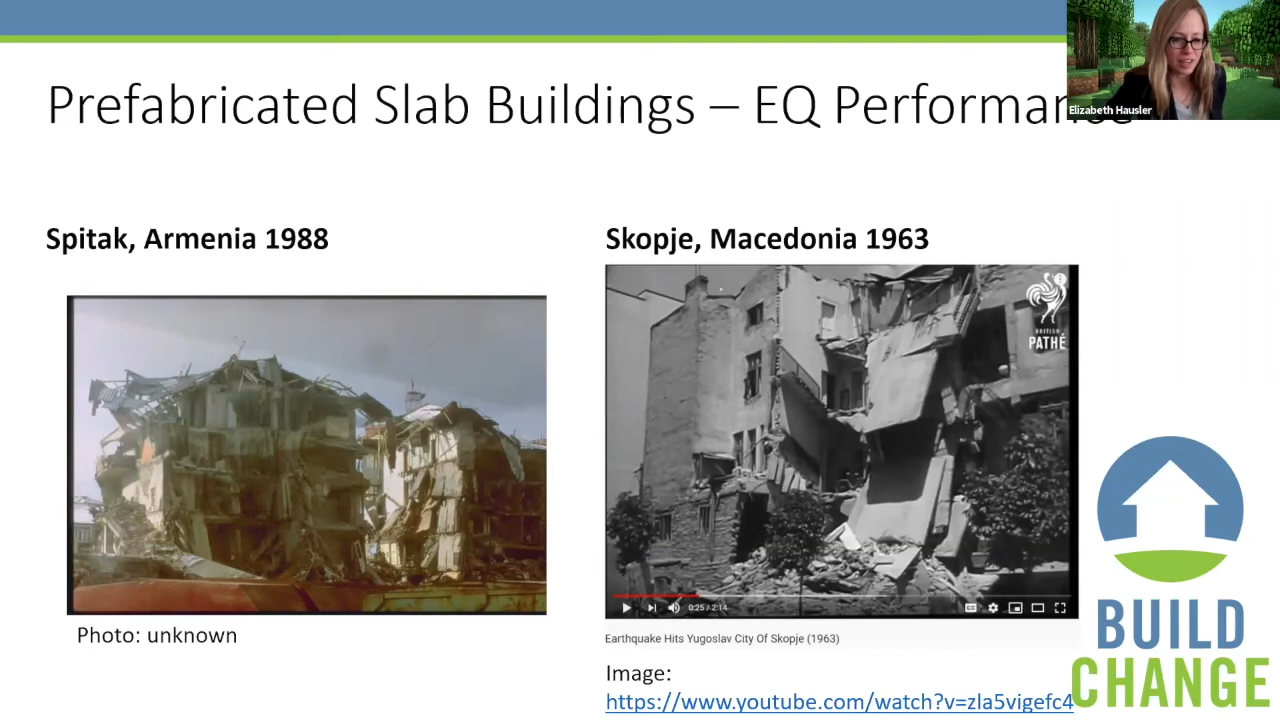 Prefabricated Slab Buildings – EQ Performance
Elizabeth Hausler
Spitak, Armenia 1988
Skopje, Macedonia 1963
BRITISH
PATHÉ
0:25 / 2:14
CC
Photo: unknown
Earthquake Hits Yugoslav City Of Skopje (1963)
Image:
https://www.youtube.com/watch?v=zla5vigefc4
BUILD
CHANGE